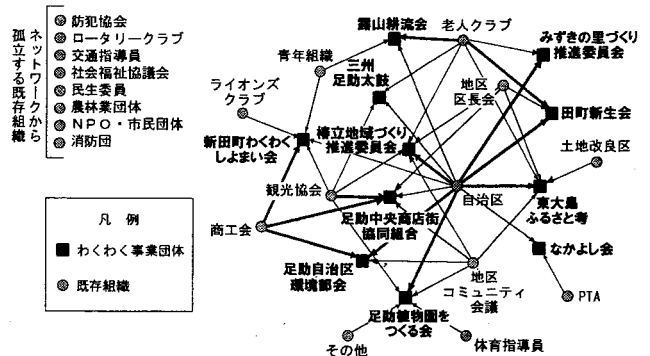 ネットワークから
孤立する既存組織
防犯協会
ロータリークラブ
交通指導員
社会福祉協議会
民生委員
農林業団体
NPO・市民団体
消防団
霧山耕流会
老人クラブ
みずきの里づくり
推進委員会
青年組織
三州
足助太鼓
地区
区長会
ライオンズ
クラブ
田町新生会
新田町わくわく
しよまい会
椿立地域づくり
推進委員会
土地改良区
観光協会
自治区
東大島
ふるさと考
足助中央商店街
協同組合
商工会
なかよし会
足助自治区
環境部会
地区
コミュニティ
会議
足助植物園を
つくる会
PTA
その他
体育指導員
凡 例
わくわく事業団体
既存組織